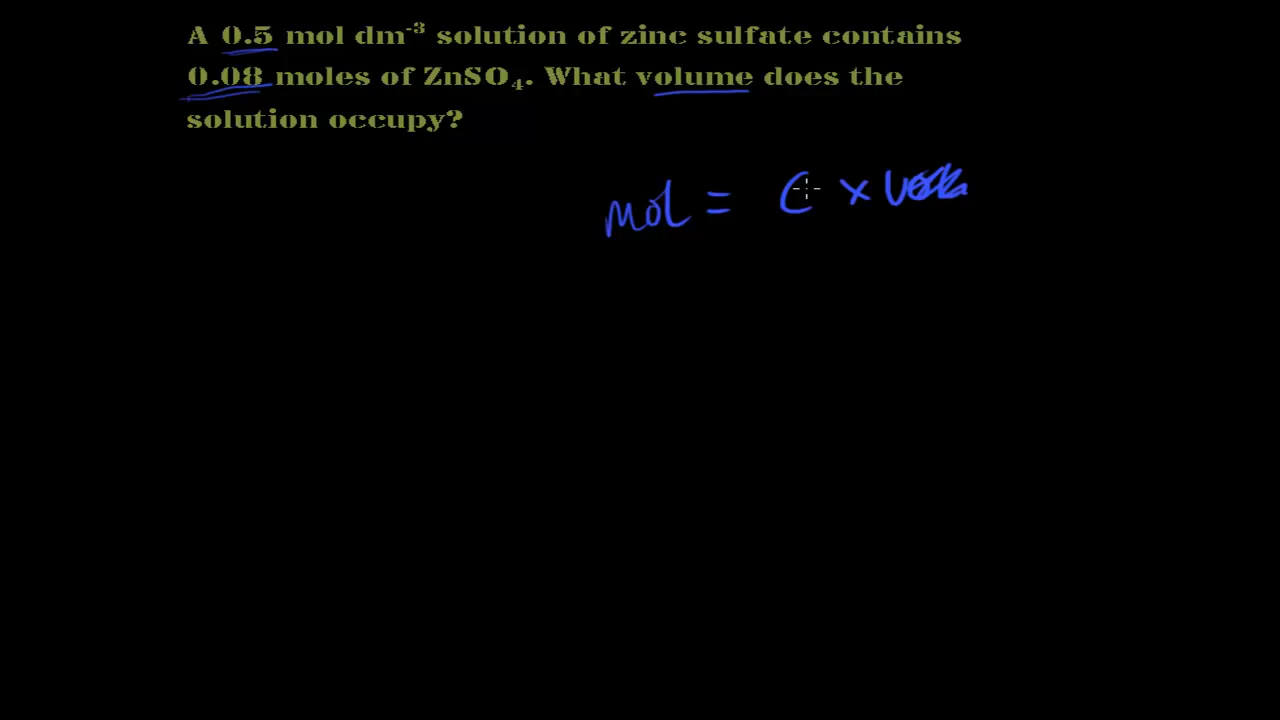 A 0.5 mol dm⁻³ solution of zinc sulfate contains
0.08 moles of ZnSO₄. What volume does the
solution occupy?
mol = C × V